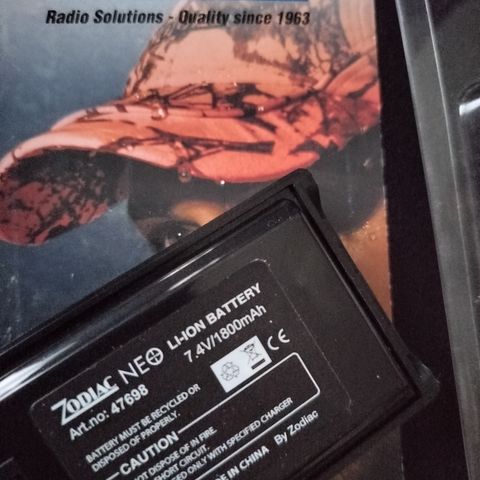 Radio Solutions - Quality since 1963
ZODIAC NEO LI-ION BATTERY
Art.no: 47698 7.4V/1800mAh
BATTERY MUST BE RECYCLED OR
DISPOSED OF PROPERLY.
CAUTION
NOT DISPOSE OF IN FIRE.
SHORT CIRCUIT.
ONLY WITH SPECIFIED CHARGER
IN CHINA By Zodiac
CE